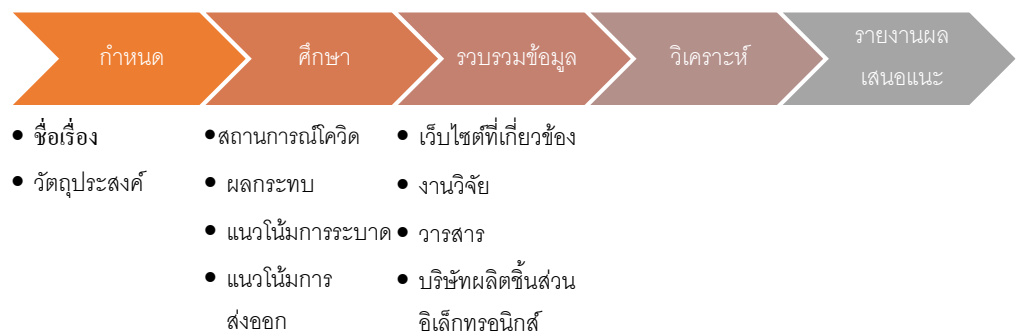 กำหนด
ศึกษา
รวบรวมข้อมูล
วิเคราะห์
รายงานผล
เสนอแนะ
• ชื่อเรื่อง
• วัตถุประสงค์
• สถานการณ์โควิด
• ผลกระทบ
• แนวโน้มการระบาด
• แนวโน้มการ
ส่งออก
• เว็บไซต์ที่เกี่ยวข้อง
• งานวิจัย
• วารสาร
• บริษัทผลิตชิ้นส่วน
อิเล็กทรอนิกส์